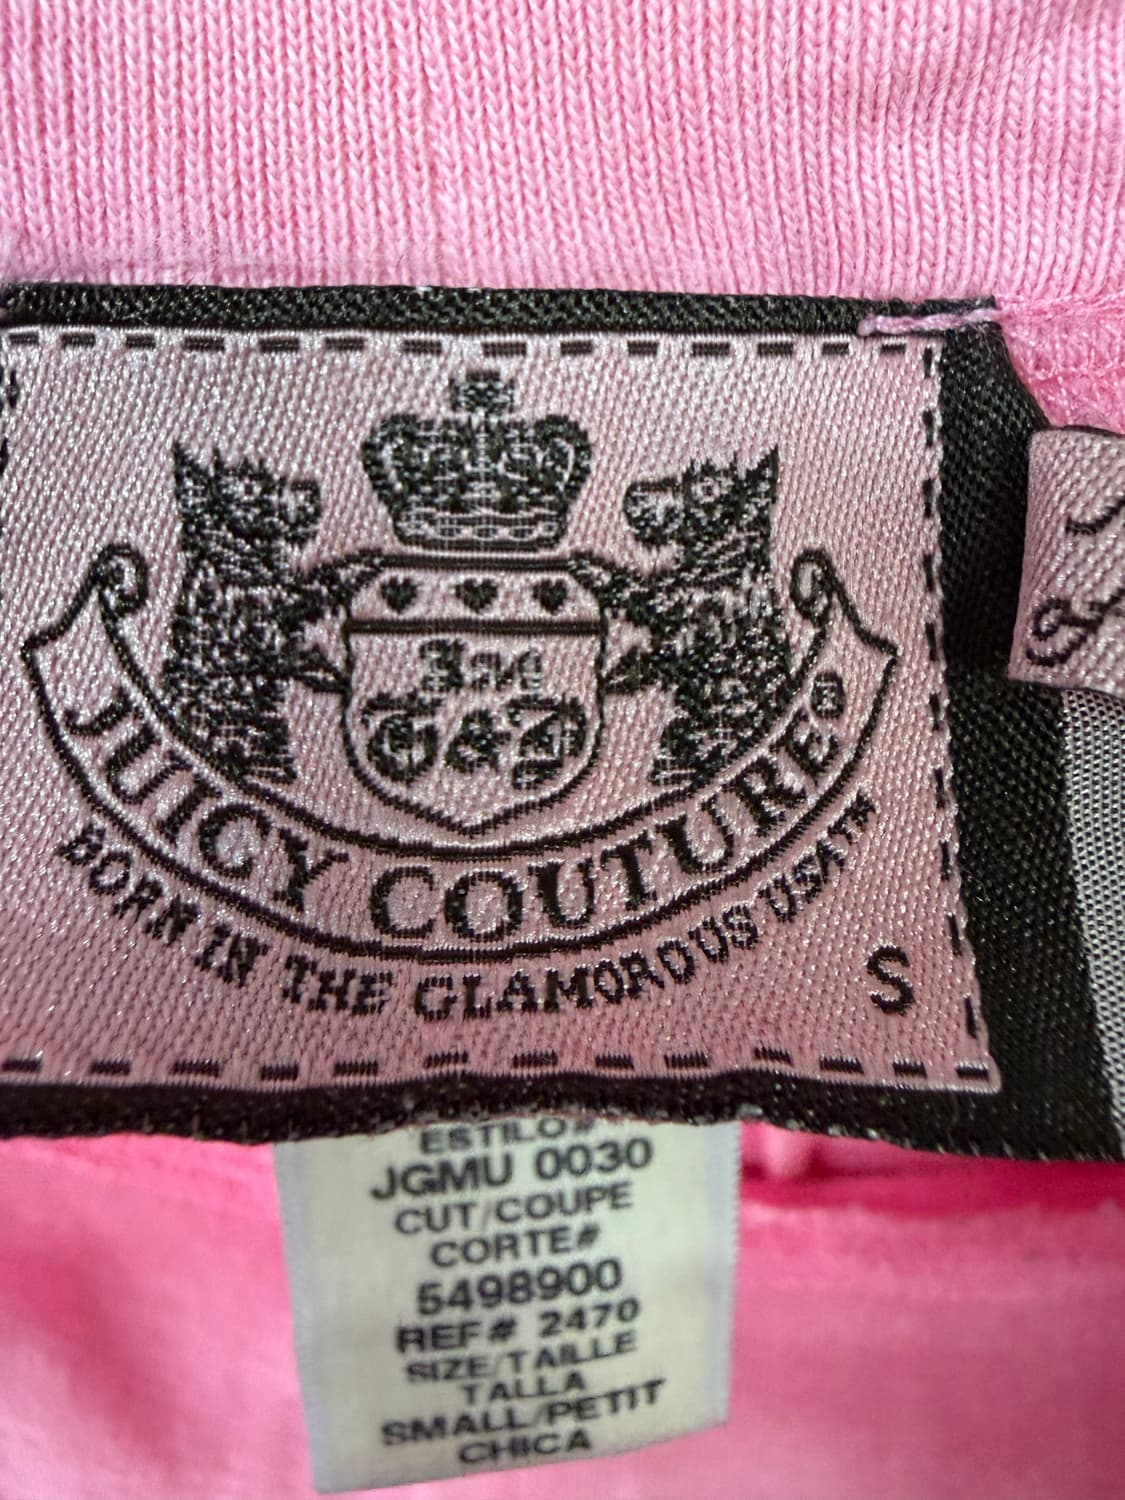 G&P
JUICY COUTURE®
BORN IN THE GLAMOROUS USA™
S
ESTILO#
JGMU 0030
CUT/COUPE
CORTE#
5498900
REF# 2470
SIZE/TAILLE
TALLA
SMALL/PETIT
CHICA